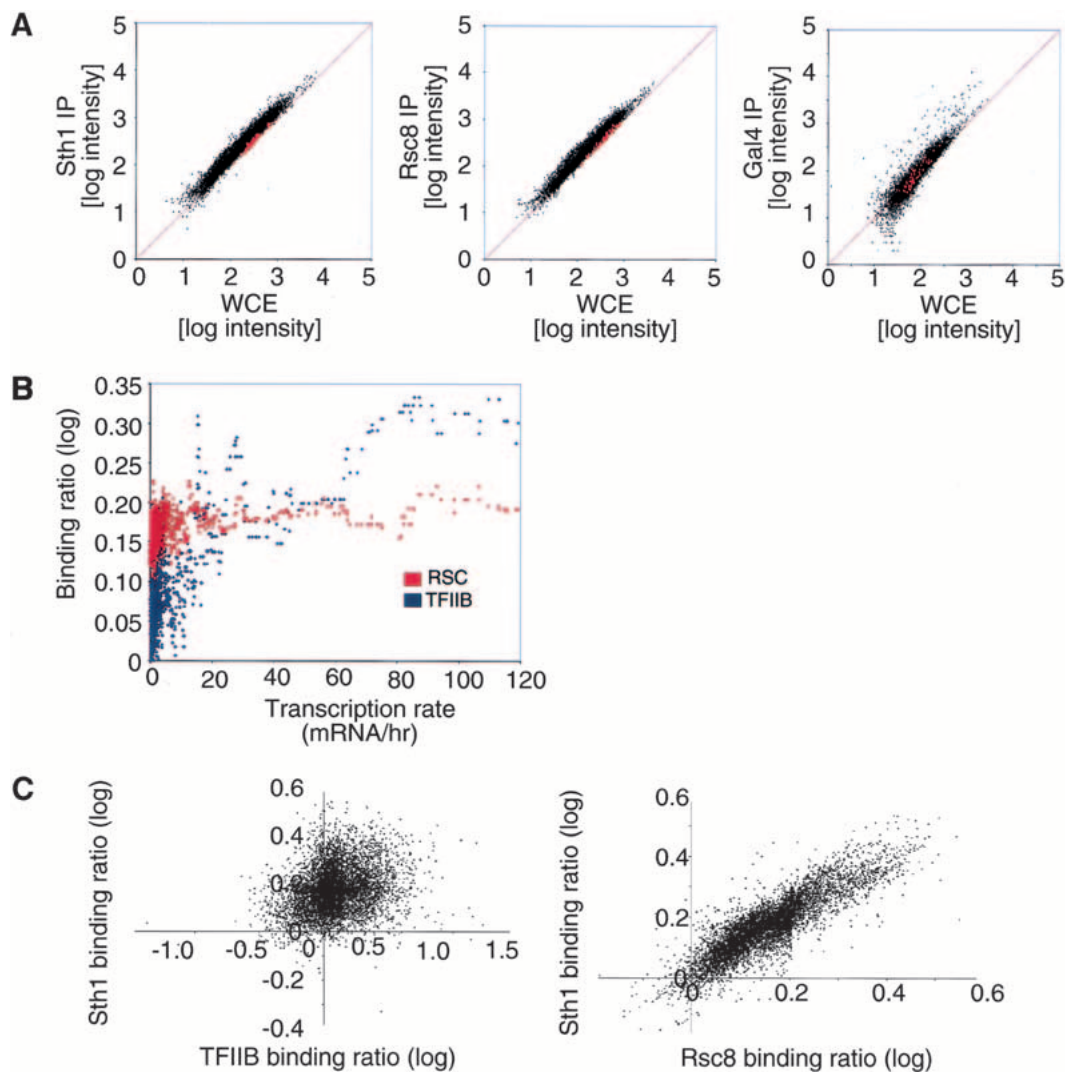 A
Sth1 IP
[log intensity]
5
4
3
2
1
0
0 1 2 3 4 5
WCE
[log intensity]
Rsc8 IP
[log intensity]
5
4
3
2
1
0
0 1 2 3 4 5
WCE
[log intensity]
Gal4 IP
[log intensity]
5
4
3
2
1
0
0 1 2 3 4 5
WCE
[log intensity]
B
Binding ratio (log)
0.35
0.30
0.25
0.20
0.15
0.10
0.05
0
RSC
TFIIB
0 20 40 60 80 100 120
Transcription rate
(mRNA/hr)
C
Sth1 binding ratio (log)
0.6
0.4
0.2
0
-0.2
-0.4
-1.0 -0.5 0 0.5 1.0 1.5
TFIIB binding ratio (log)
Sth1 binding ratio (log)
0.6
0.4
0.2
0
0 0.2 0.4 0.6
Rsc8 binding ratio (log)